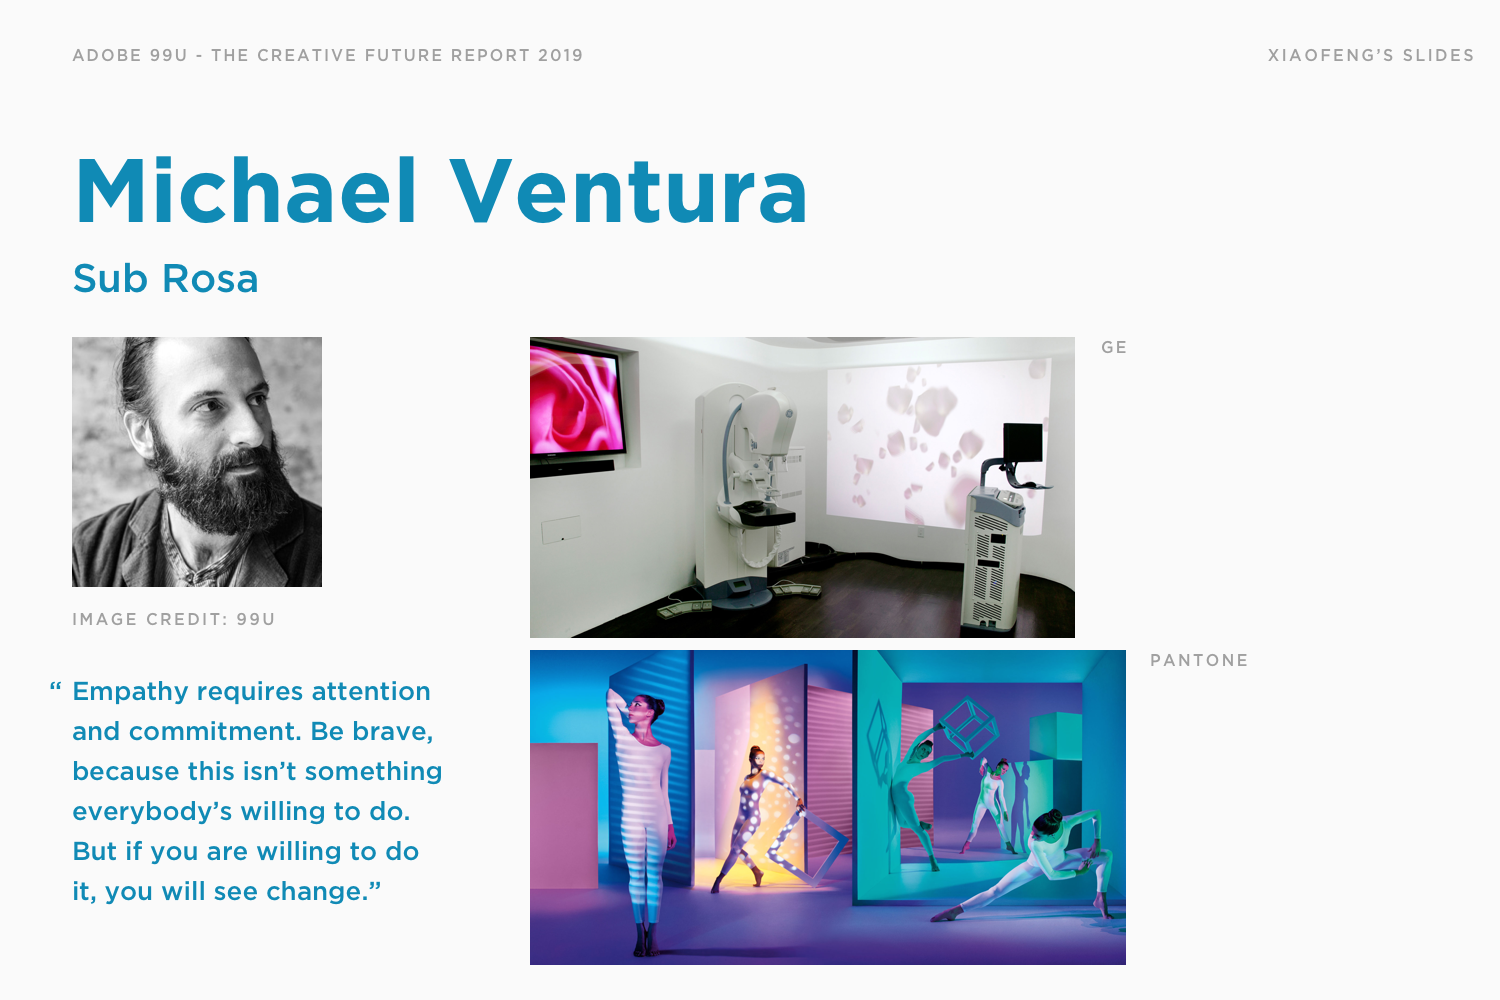 ADOBE 99U - THE CREATIVE FUTURE REPORT 2019
XIAOFENG’S SLIDES
Michael Ventura
Sub Rosa
GE
IMAGE CREDIT: 99U
PANTONE
“ Empathy requires attention
and commitment. Be brave,
because this isn’t something
everybody’s willing to do.
But if you are willing to do
it, you will see change.”